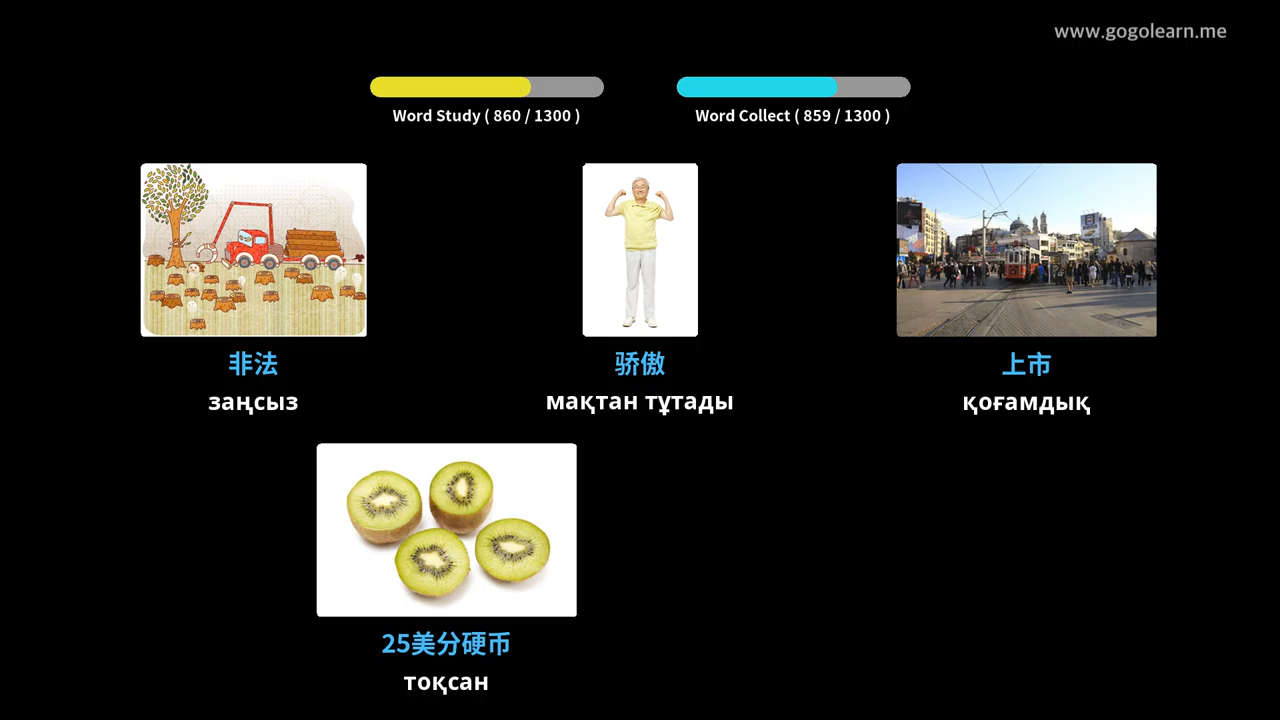 www.gogolearn.me
Word Study ( 860 / 1300 )
Word Collect ( 859 / 1300 )
非法
заңсыз
骄傲
мақтан тұтады
上市
қоғамдық
25美分硬币
тоқсан